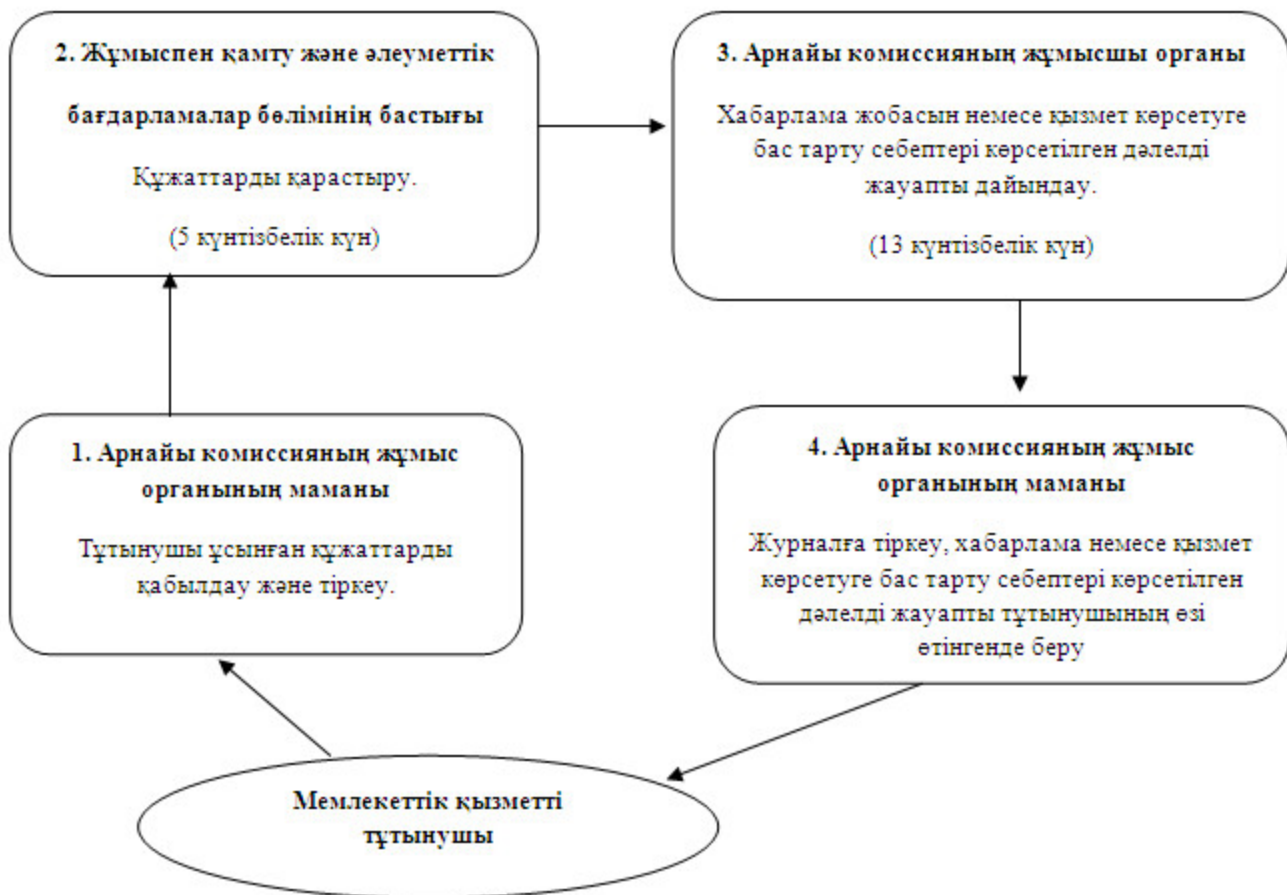 2. Жұмыспен қамту және әлеуметтік
бағдарламалар бөлімінің бастығы
Құжаттарды қарастыру.
(5 күнтізбелік күн)
3. Арнайы комиссияның жұмысшы органы
Хабарлама жобасын немесе қызмет көрсетуге
бас тарту себептері көрсетілген дәлелді
жауапты дайындау.
(13 күнтізбелік күн)
1. Арнайы комиссияның жұмыс
органының маманы
Тұтынушы ұсынған құжаттарды
қабылдау және тіркеу.
4. Арнайы комиссияның жұмыс
органының маманы
Журналға тіркеу, хабарлама немесе қызмет
көрсетуге бас тарту себептері көрсетілген
дәлелді жауапты тұтынушының өзі
өтінгенде беру
Мемлекеттік қызметті
тұтынушы